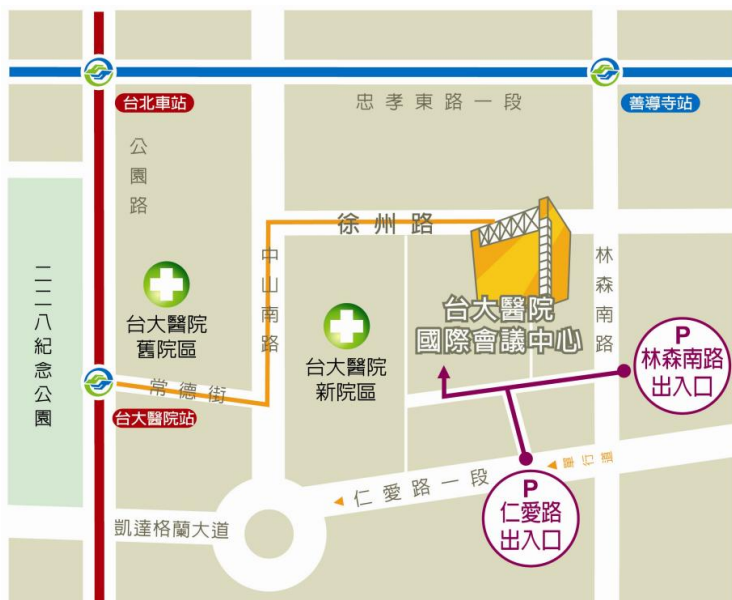 台北車站
忠孝東路一段
善導寺站
公園路
徐州路
中山南路
林森南路
二二八紀念公園
台大醫院
舊院區
台大醫院
新院區
台大醫院
國際會議中心
P
林森南路
出入口
常德街
台大醫院站
單行道
仁愛路一段
P
仁愛路
出入口
凱達格蘭大道